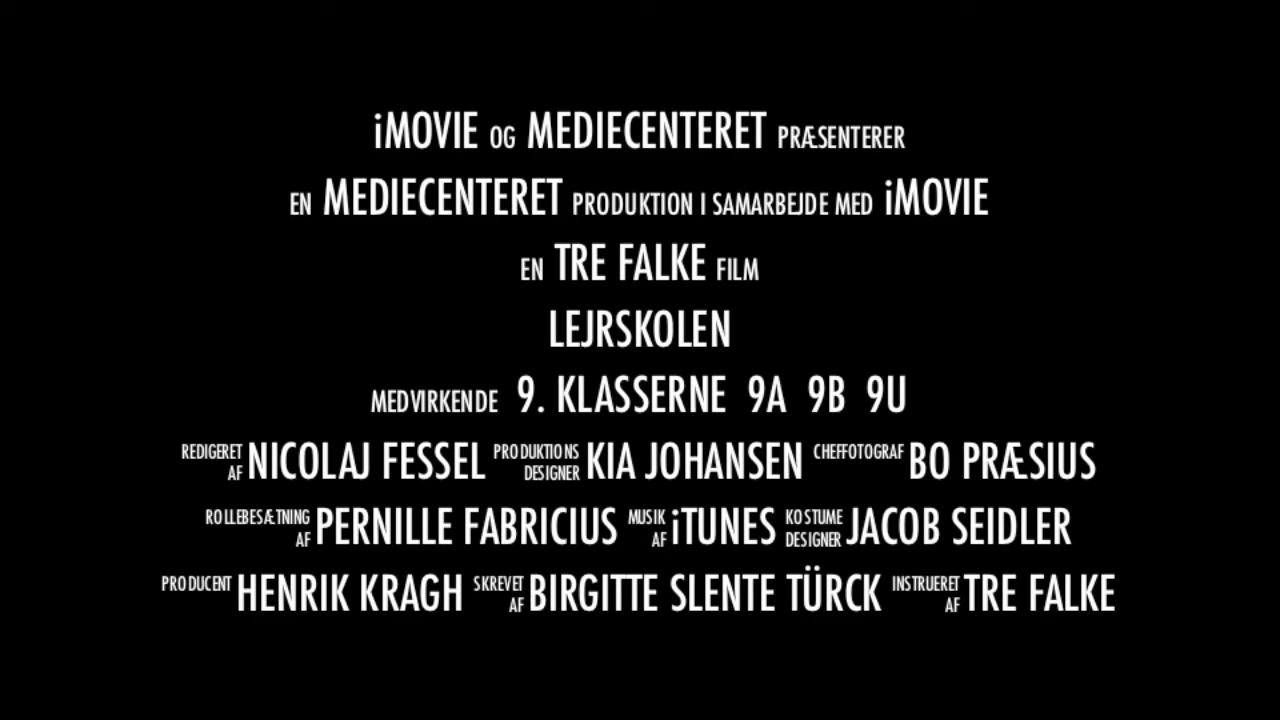 iMOVIE OG MEDIECENTERET PRÆSENTERER
EN MEDIECENTERET PRODUKTION I SAMARBEJDE MED iMOVIE
EN TRE FALKE FILM
LEJRSKOLEN
MEDVIRKENDE 9. KLASSERNE 9A 9B 9U
REDIGERET AF NICOLAJ FESSEL PRODUKTIONS DESIGNER KIA JOHANSEN CHEFFOTOGRAF BO PRÆSIUS
ROLLEBESÆTNING AF PERNILLE FABRICIUS MUSIK AF iTUNES KOSTUME DESIGNER JACOB SEIDLER
PRODUCENT HENRIK KRAGH SKREVET AF BIRGITTE SLENTE TÜRCK INSTRUERET AF TRE FALKE